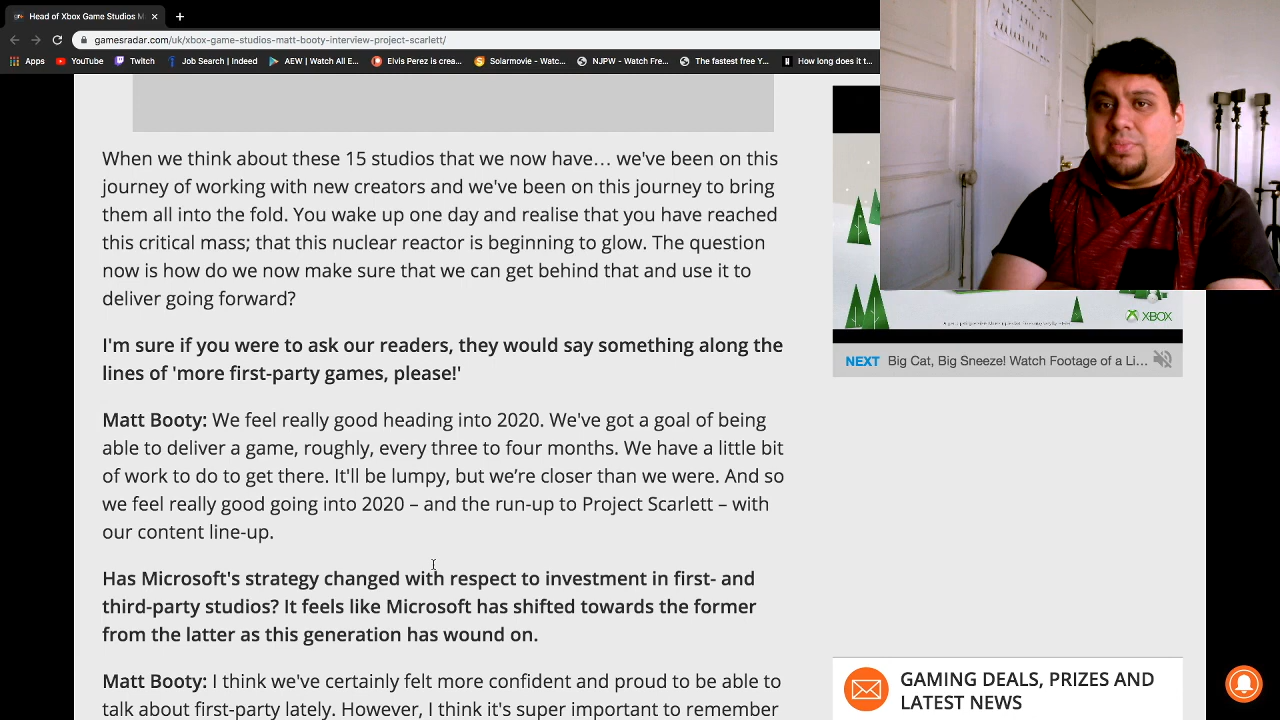 Head of Xbox Game Studios M
gamesradar.com/uk/xbox-game-studios-matt-booty-interview-project-scarlett/
Apps
YouTube
Twitch
Job Search | Indeed
AEW | Watch All E...
Elvis Perez is crea...
Solarmovie - Watc...
NJPW - Watch Fre...
The fastest free Y...
How long does it t...
When we think about these 15 studios that we now have… we've been on this
journey of working with new creators and we've been on this journey to bring
them all into the fold. You wake up one day and realise that you have reached
this critical mass; that this nuclear reactor is beginning to glow. The question
now is how do we now make sure that we can get behind that and use it to
deliver going forward?
I'm sure if you were to ask our readers, they would say something along the
lines of 'more first-party games, please!'
Matt Booty: We feel really good heading into 2020. We've got a goal of being
able to deliver a game, roughly, every three to four months. We have a little bit
of work to do to get there. It'll be lumpy, but we’re closer than we were. And so
we feel really good going into 2020 – and the run-up to Project Scarlett – with
our content line-up.
Has Microsoft's strategy changed with respect to investment in first- and
third-party studios? It feels like Microsoft has shifted towards the former
from the latter as this generation has wound on.
Matt Booty: I think we've certainly felt more confident and proud to be able to
talk about first-party lately. However, I think it's super important to remember
XBOX
NEXT Big Cat, Big Sneeze! Watch Footage of a Li...
GAMING DEALS, PRIZES AND
LATEST NEWS